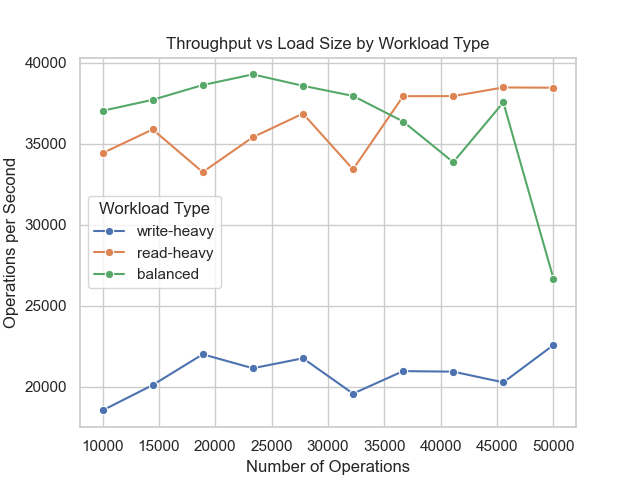 Throughput vs Load Size by Workload Type
Operations per Second
40000
35000
30000
25000
20000
Workload Type
write-heavy
read-heavy
balanced
10000 15000 20000 25000 30000 35000 40000 45000 50000
Number of Operations